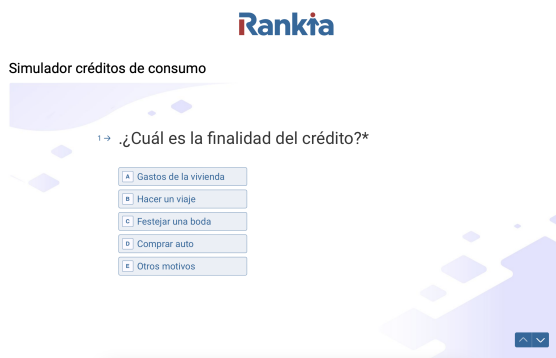 Rankia
Simulador créditos de consumo
1 → .¿Cuál es la finalidad del crédito?*
A Gastos de la vivienda
B Hacer un viaje
C Festejar una boda
D Comprar auto
E Otros motivos